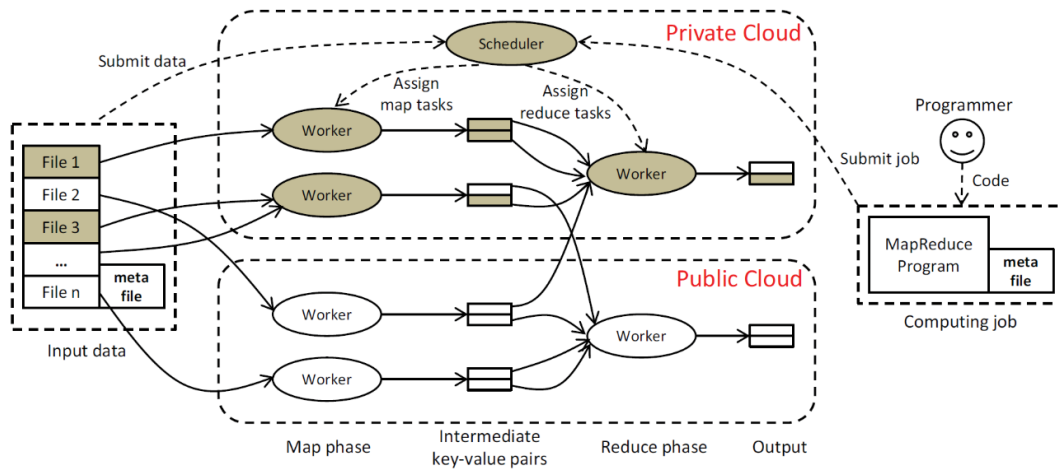 Private Cloud
Scheduler
Submit data
Assign
map tasks
Assign
reduce tasks
Programmer
Worker
File 1
File 2
File 3
...
File n
meta
file
Input data
Worker
Worker
Submit job
Code
MapReduce
Program
meta
file
Computing job
Public Cloud
Worker
Worker
Worker
Map phase
Intermediate
key-value pairs
Reduce phase
Output